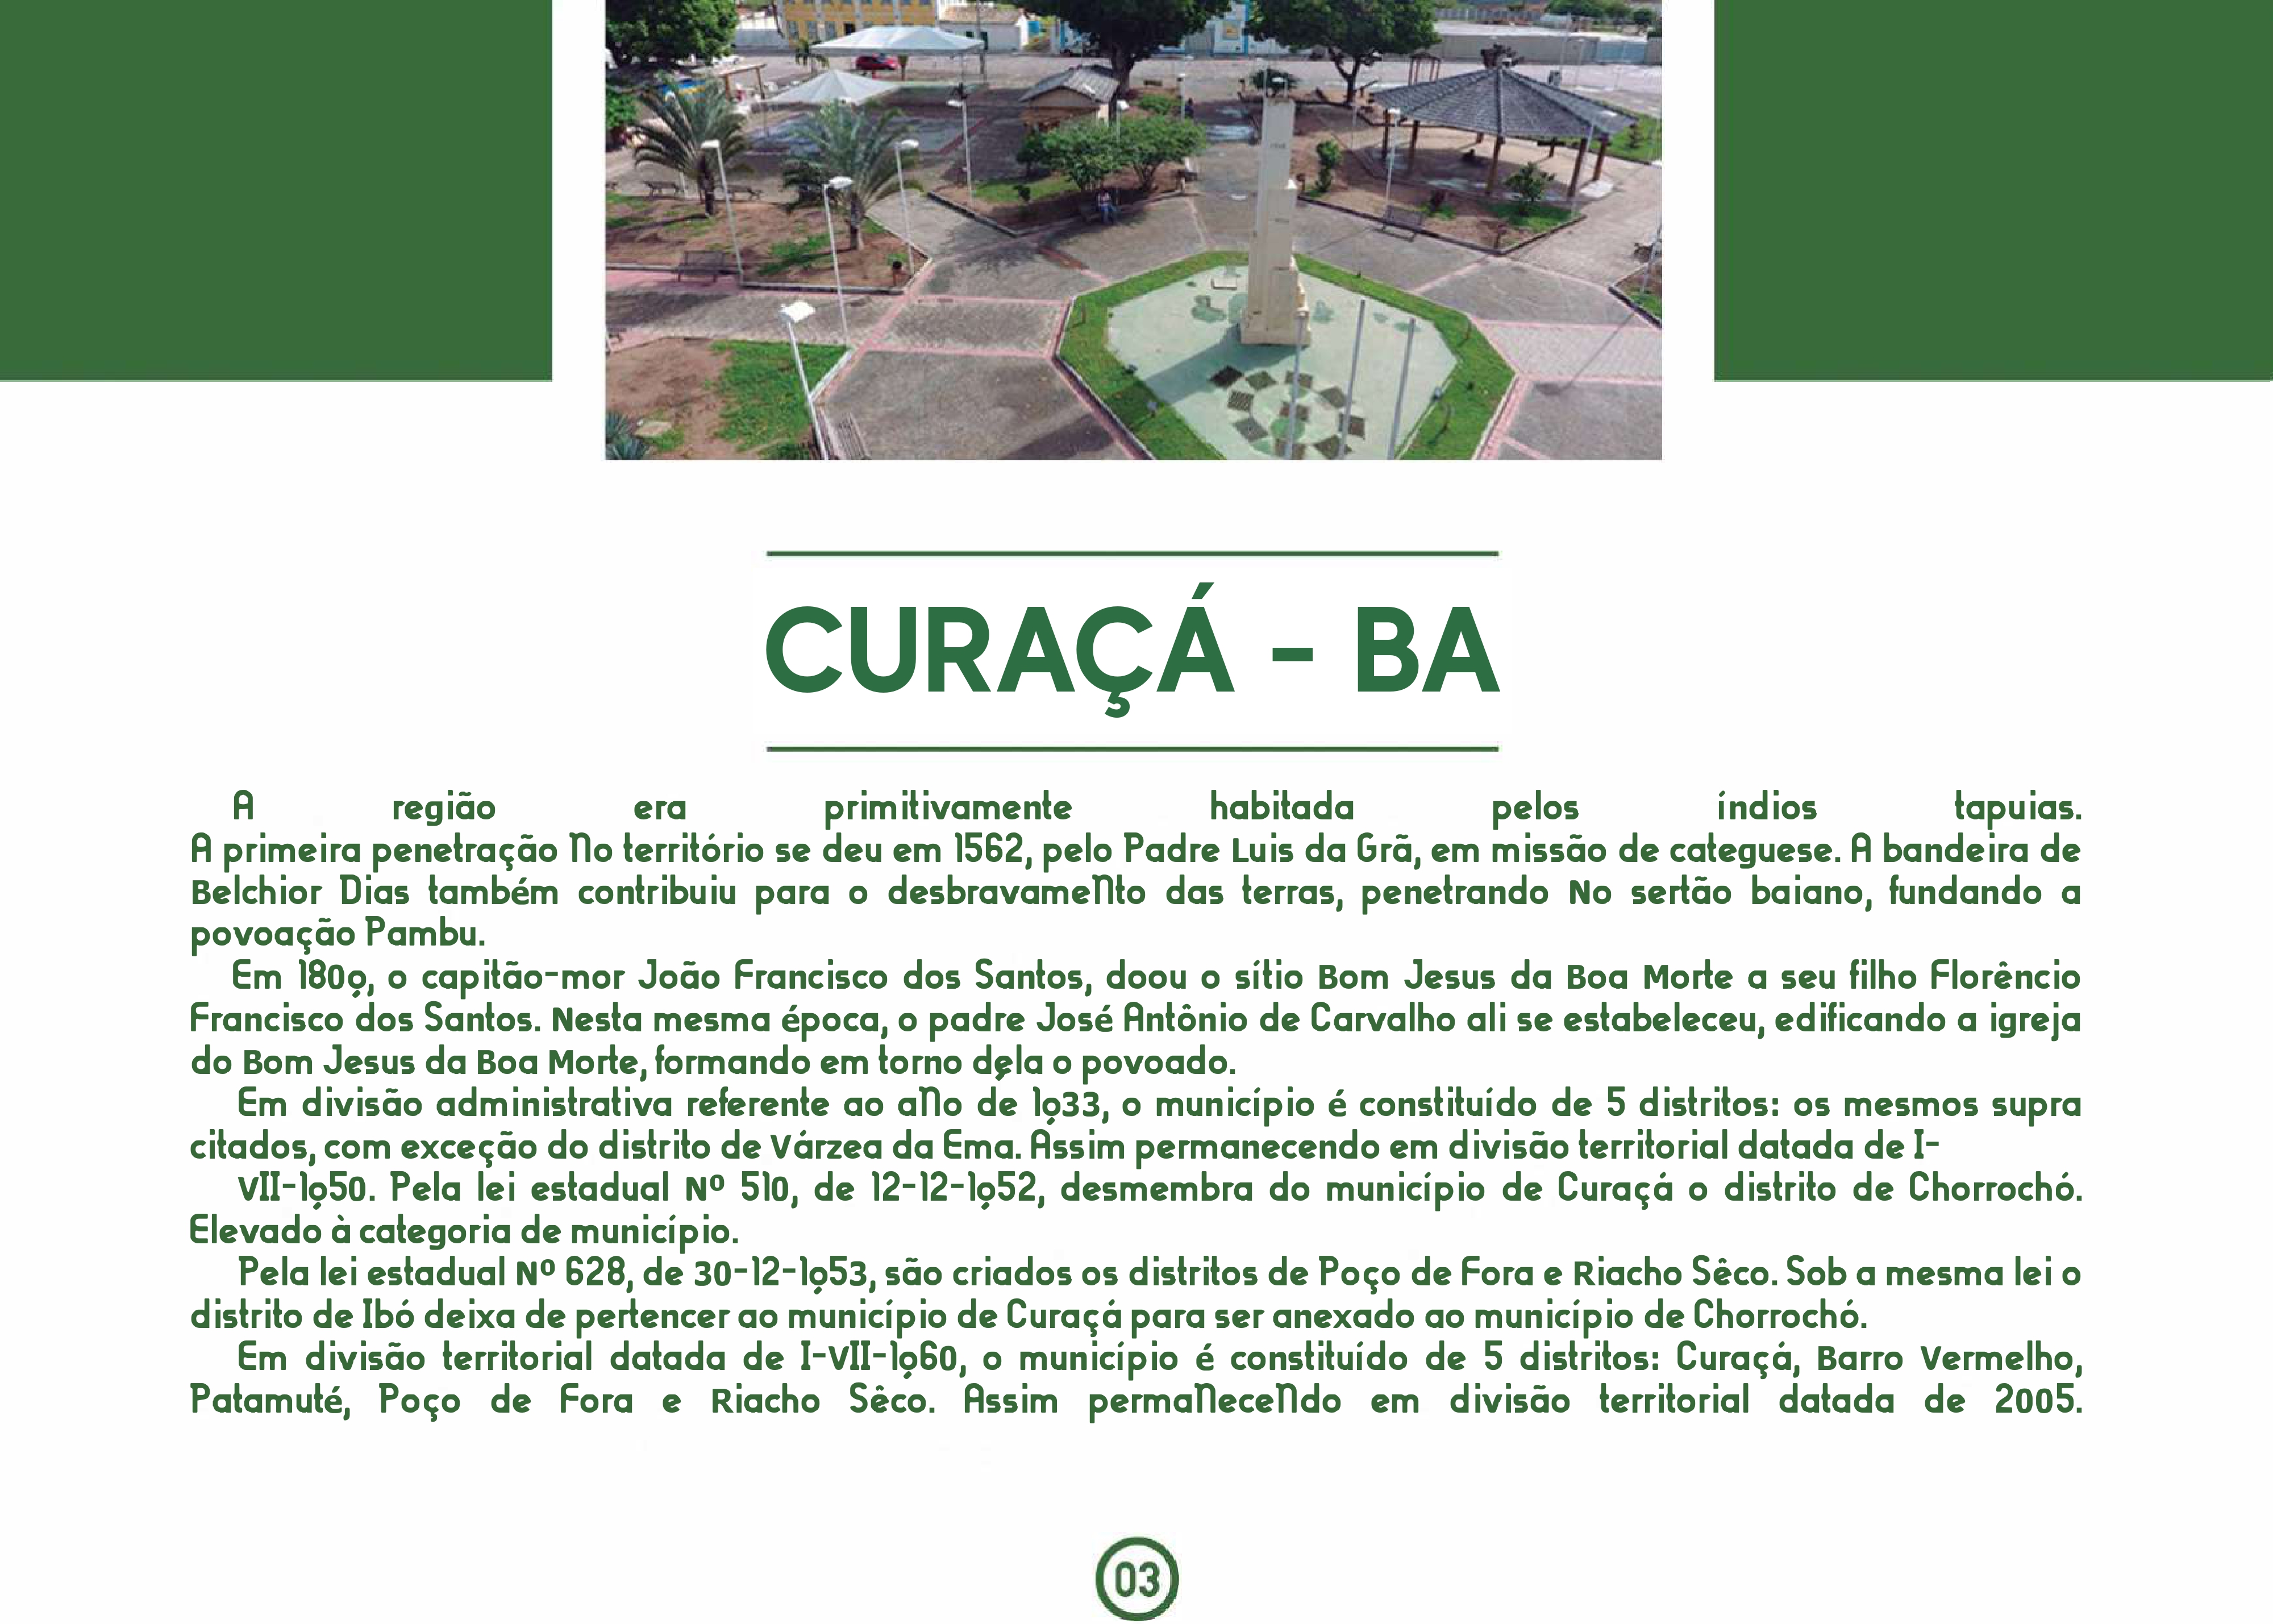 CURAÇÁ - BA
A região era primitivamente habitada pelos índios tapuias.
A primeira penetração No território se deu em 1562, pelo Padre Luis da Grã, em missão de categuese. A bandeira de
Belchior Dias também contribuiu para o desbravameNto das terras, penetrando No sertão baiano, fundando a
povoação Pambu.
Em 1809, o capitão-mor João Francisco dos Santos, doou o sítio Bom Jesus da Boa Morte a seu filho Florêncio
Francisco dos Santos. Nesta mesma época, o padre José Antônio de Carvalho ali se estabeleceu, edificando a igreja
do Bom Jesus da Boa Morte, formando em torno dela o povoado.
Em divisão administrativa referente ao aNo de 1933, o município é constituído de 5 distritos: os mesmos supra
citados, com exceção do distrito de Várzea da Ema. Assim permanecendo em divisão territorial datada de I-
VII-1950. Pela lei estadual Nº 510, de 12-12-1952, desmembra do município de Curaçá o distrito de Chorrochó.
Elevado à categoria de município.
Pela lei estadual Nº 628, de 30-12-1953, são criados os distritos de Poço de Fora e Riacho Sêco. Sob a mesma lei o
distrito de Ibó deixa de pertencer ao município de Curaçá para ser anexado ao município de Chorrochó.
Em divisão territorial datada de I-VII-1960, o município é constituído de 5 distritos: Curaçá, Barro Vermelho,
Patamuté, Poço de Fora e Riacho Sêco. Assim permaNeceNdo em divisão territorial datada de 2005.
03